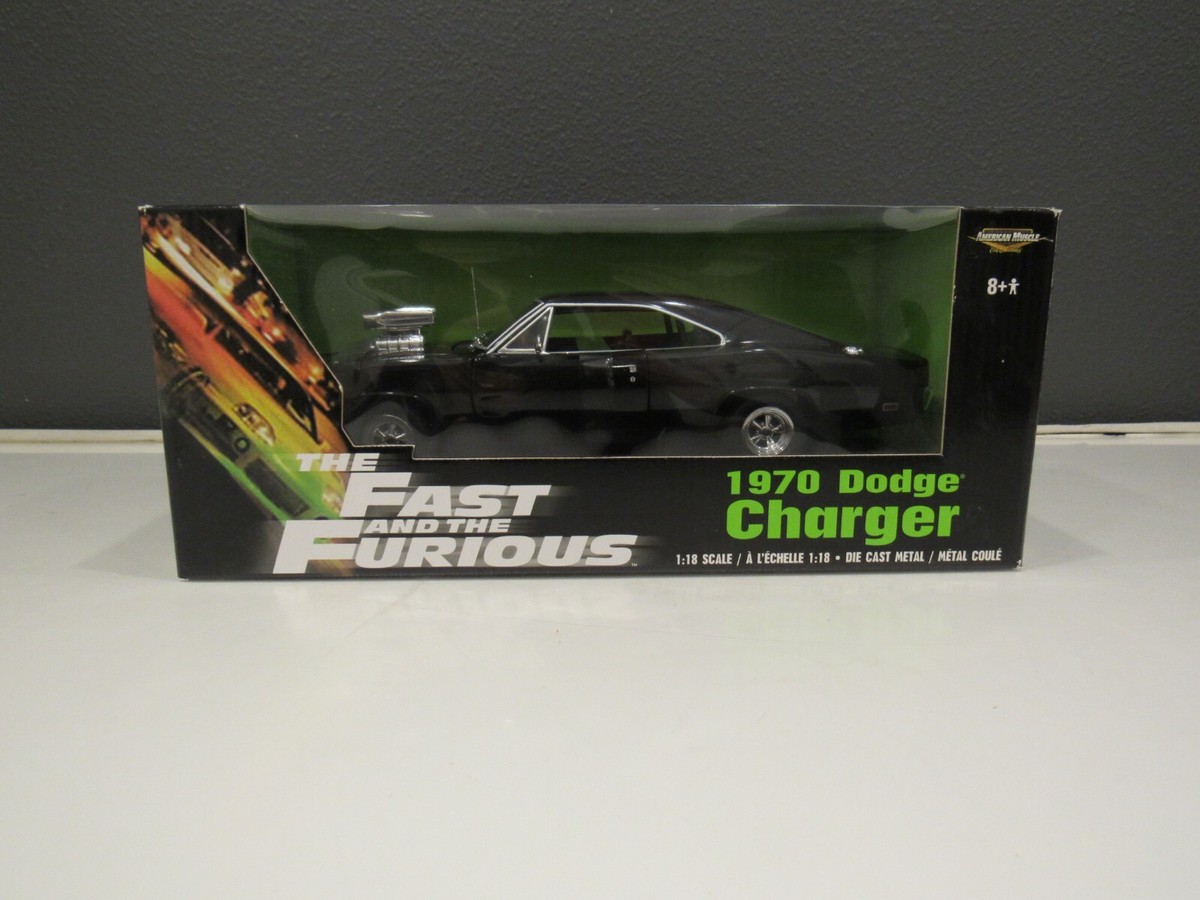 AMERICAN MUSCLE
8+
THE
FAST
AND THE
FURIOUS™
1970 Dodge®
Charger
1:18 SCALE / À L'ÉCHELLE 1:18 • DIE CAST METAL / MÉTAL COULÉ